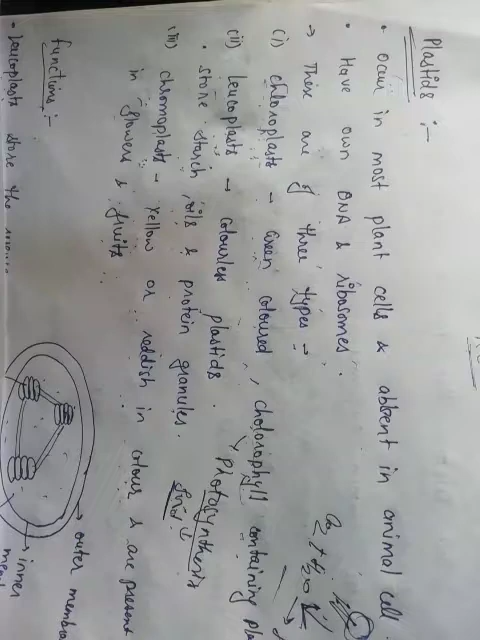 Plastids :-
• Occur in most plant cells & absent in animal cell
• Have own DNA & ribosomes.
→ There are of three types →
(i) chloroplasts → Green coloured, cholorophyll containing pla
↳ Photosynthesis
(ii) leucoplasts → colourless plastids.
• store starch, oils & protein granules.
(iii) chromoplasts → Yellow or reddish in colour & are present
in flowers & fruits
functions :-
• leucoplasts store the
→ outer membra
→ inner